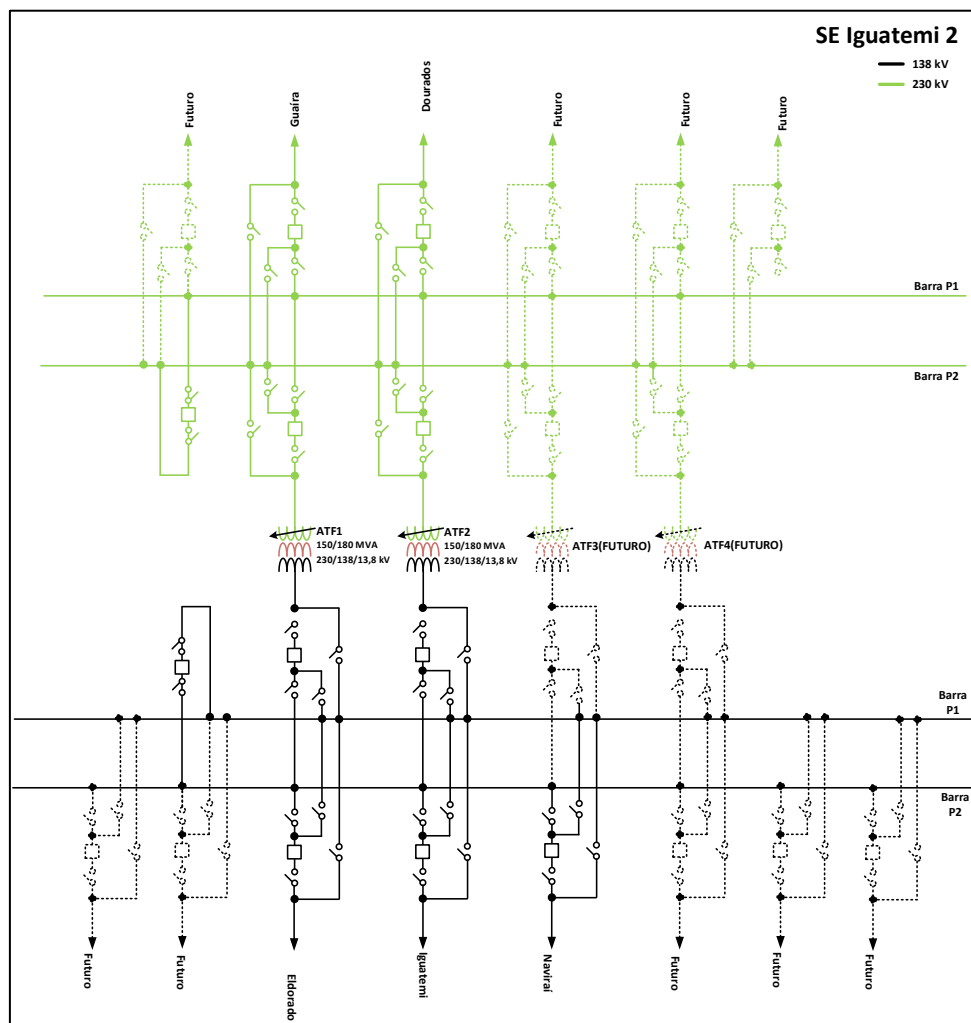 SE Iguatemi 2
138 kV
230 kV
Futuro
Guaíra
Dourados
Futuro
Futuro
Futuro
Barra P1
Barra P2
ATF1
150/180 MVA
230/138/13,8 kV
ATF2
150/180 MVA
230/138/13,8 kV
ATF3(FUTURO)
ATF4(FUTURO)
Barra
P1
Barra
P2
Futuro
Futuro
Eldorado
Iguatemi
Naviraí
Futuro
Futuro
Futuro